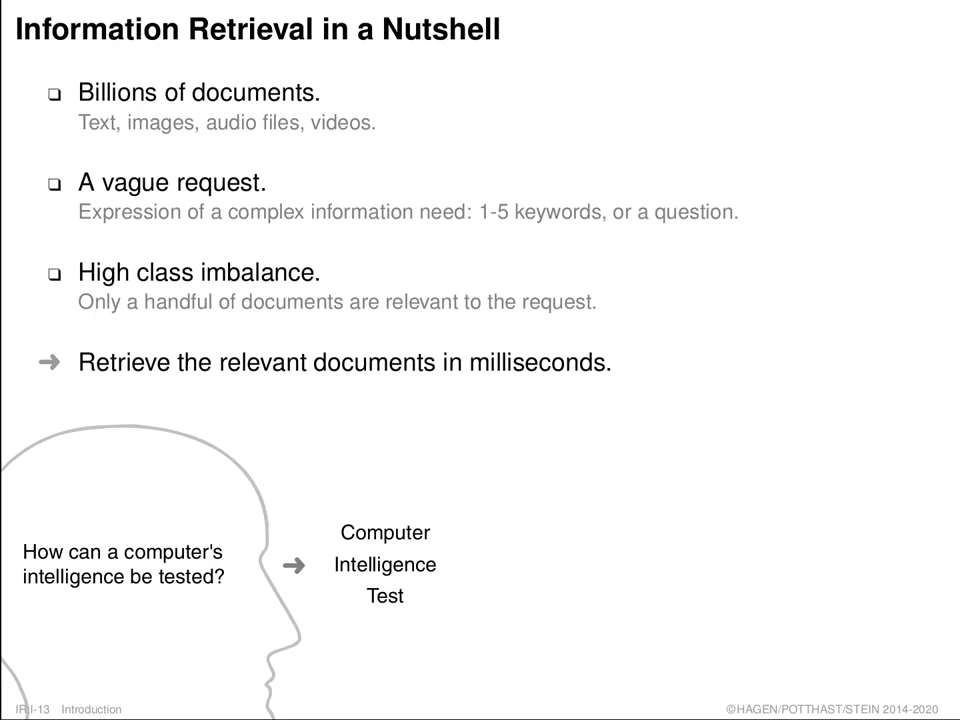 Information Retrieval in a Nutshell
❑ Billions of documents.
Text, images, audio files, videos.
❑ A vague request.
Expression of a complex information need: 1-5 keywords, or a question.
❑ High class imbalance.
Only a handful of documents are relevant to the request.
➜ Retrieve the relevant documents in milliseconds.
How can a computer's
intelligence be tested?
➜
Computer
Intelligence
Test
IR:I-13 Introduction
©HAGEN/POTTHAST/STEIN 2014-2020